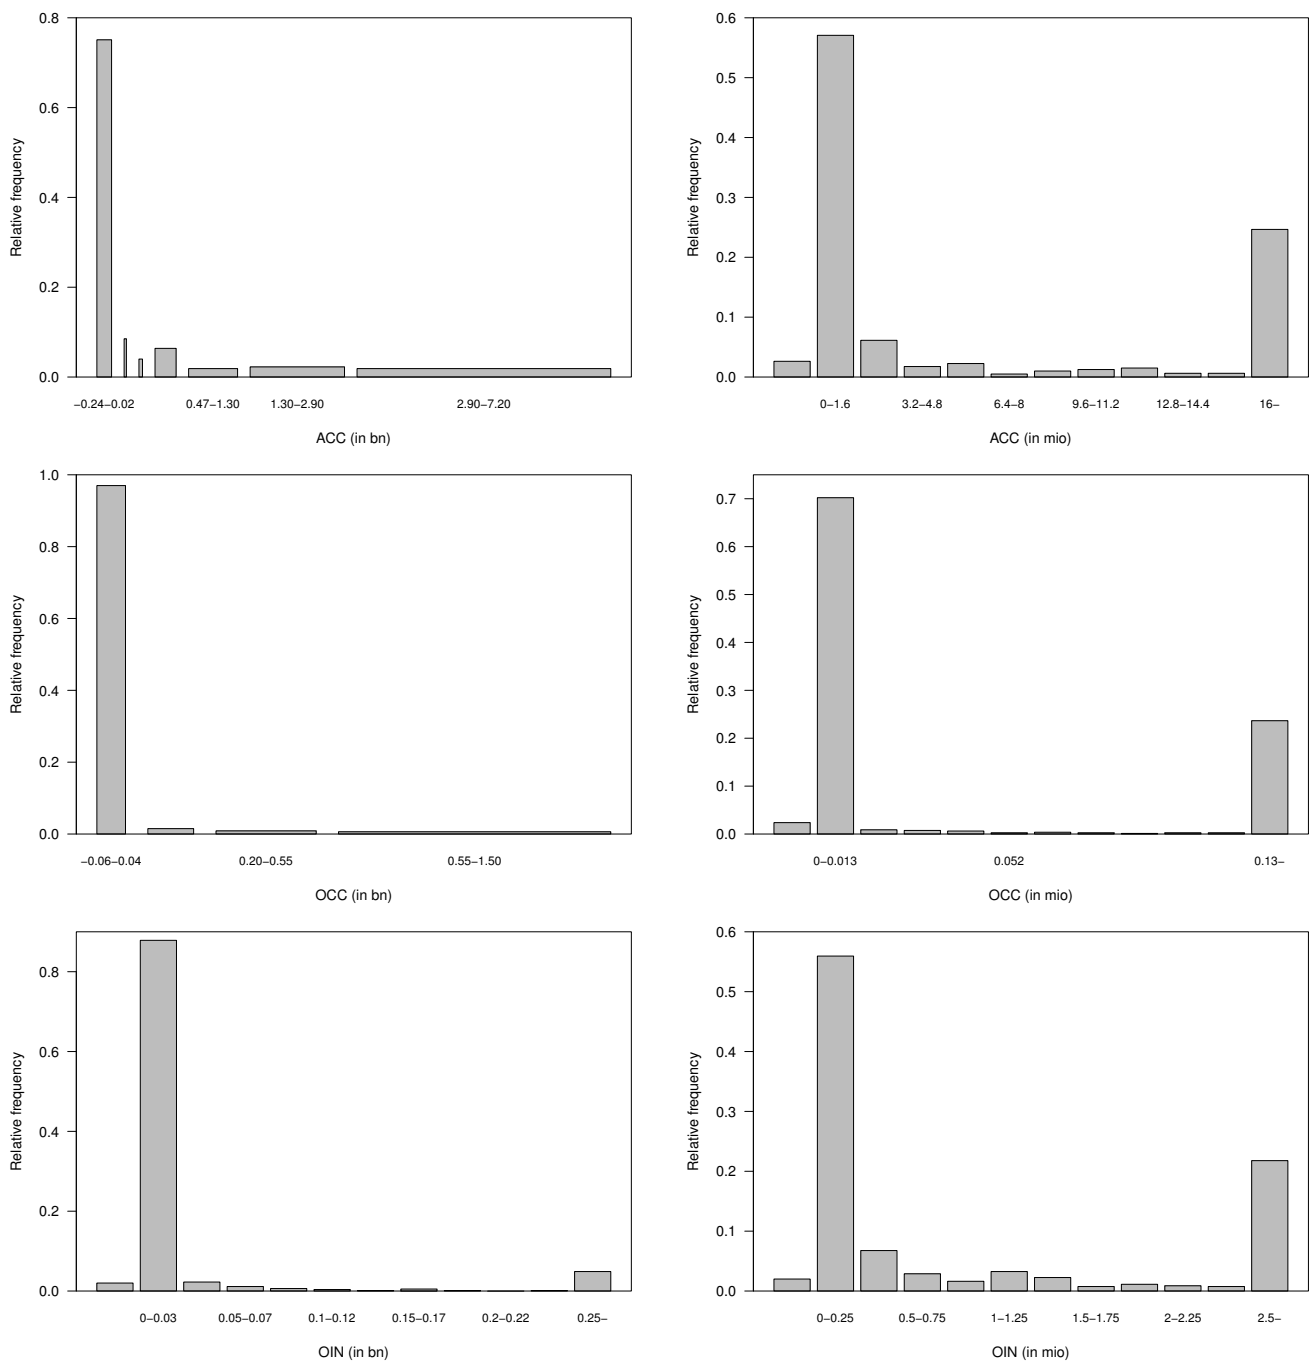 0.8
0.6
0.4
0.2
0.0
Relative frequency
−0.24−0.02 0.47−1.30 1.30−2.90 2.90−7.20
ACC (in bn)
0.6
0.5
0.4
0.3
0.2
0.1
0.0
Relative frequency
0−1.6 3.2−4.8 6.4−8 9.6−11.2 12.8−14.4 16−
ACC (in mio)
1.0
0.8
0.6
0.4
0.2
0.0
Relative frequency
−0.06−0.04 0.20−0.55 0.55−1.50
OCC (in bn)
0.7
0.6
0.5
0.4
0.3
0.2
0.1
0.0
Relative frequency
0−0.013 0.052 0.13−
OCC (in mio)
0.8
0.6
0.4
0.2
0.0
Relative frequency
0−0.03 0.05−0.07 0.1−0.12 0.15−0.17 0.2−0.22 0.25−
OIN (in bn)
0.6
0.5
0.4
0.3
0.2
0.1
0.0
Relative frequency
0−0.25 0.5−0.75 1−1.25 1.5−1.75 2−2.25 2.5−
OIN (in mio)